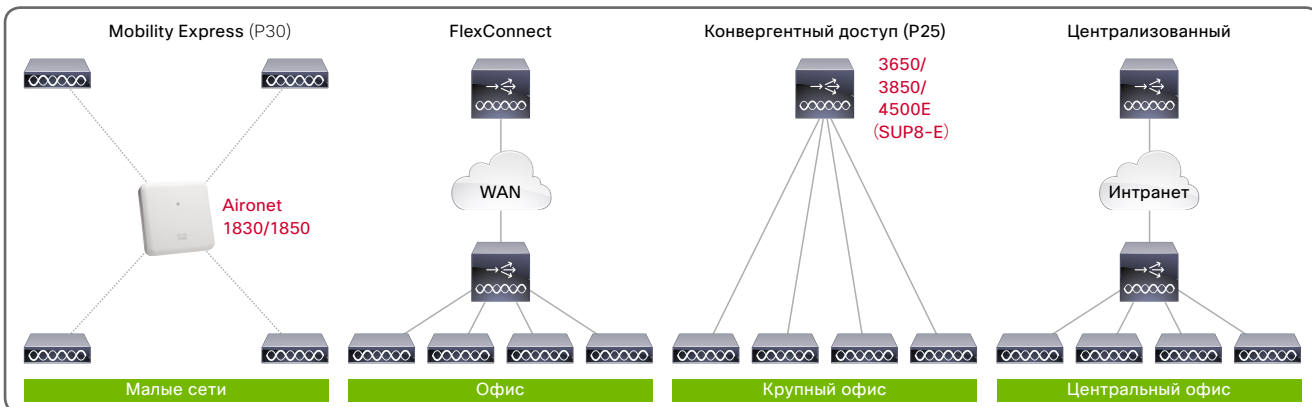 Mobility Express (P30)
FlexConnect
Конвергентный доступ (P25)
Централизованный
3650/
3850/
4500E
(SUP8-E)
Aironet
1830/1850
WAN
Интранет
Малые сети
Офис
Крупный офис
Центральный офис